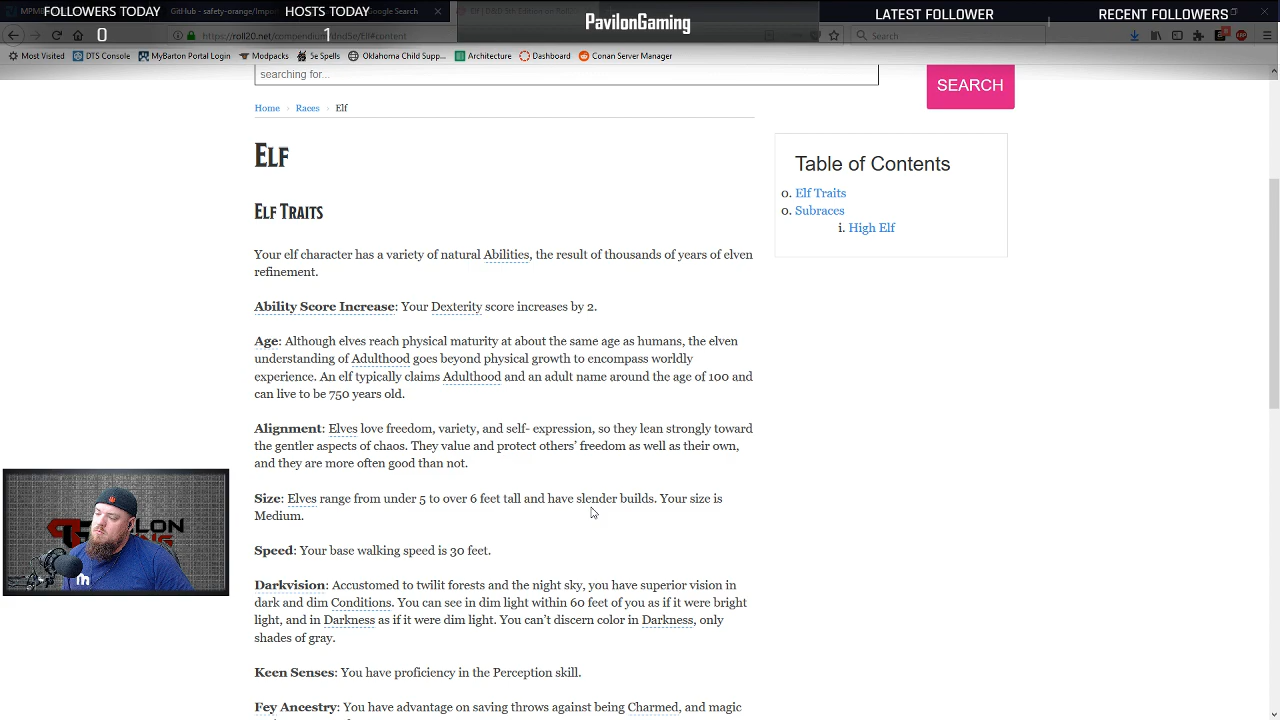 FOLLOWERS TODAY
HOSTS TODAY
PavilonGaming
LATEST FOLLOWER
RECENT FOLLOWERS
0
1
GitHub - safety-orange/Imp
https://roll20.net/compendium/dnd5e/Elf#content
Search
Most Visited
D&D 5e Spells
Contain DRAWN
MyBarton Portal Login
Modpacks
5e Spells
Oklahoma Child Supp...
Architecture
Dashboard
Conan Server Manager
searching for...
SEARCH
Home > Races > Elf
ELF
Table of Contents
o. Elf Traits
o. Subraces
i. High Elf
ELF TRAITS
Your elf character has a variety of natural Abilities, the result of thousands of years of elven
refinement.
Ability Score Increase: Your Dexterity score increases by 2.
Age: Although elves reach physical maturity at about the same age as humans, the elven
understanding of Adulthood goes beyond physical growth to encompass worldly
experience. An elf typically claims Adulthood and an adult name around the age of 100 and
can live to be 750 years old.
Alignment: Elves love freedom, variety, and self- expression, so they lean strongly toward
the gentler aspects of chaos. They value and protect others’ freedom as well as their own,
and they are more often good than not.
Size: Elves range from under 5 to over 6 feet tall and have slender builds. Your size is
Medium.
Speed: Your base walking speed is 30 feet.
Darkvision: Accustomed to twilit forests and the night sky, you have superior vision in
dark and dim Conditions. You can see in dim light within 60 feet of you as if it were bright
light, and in Darkness as if it were dim light. You can’t discern color in Darkness, only
shades of gray.
Keen Senses: You have proficiency in the Perception skill.
Fey Ancestry: You have advantage on saving throws against being Charmed, and magic